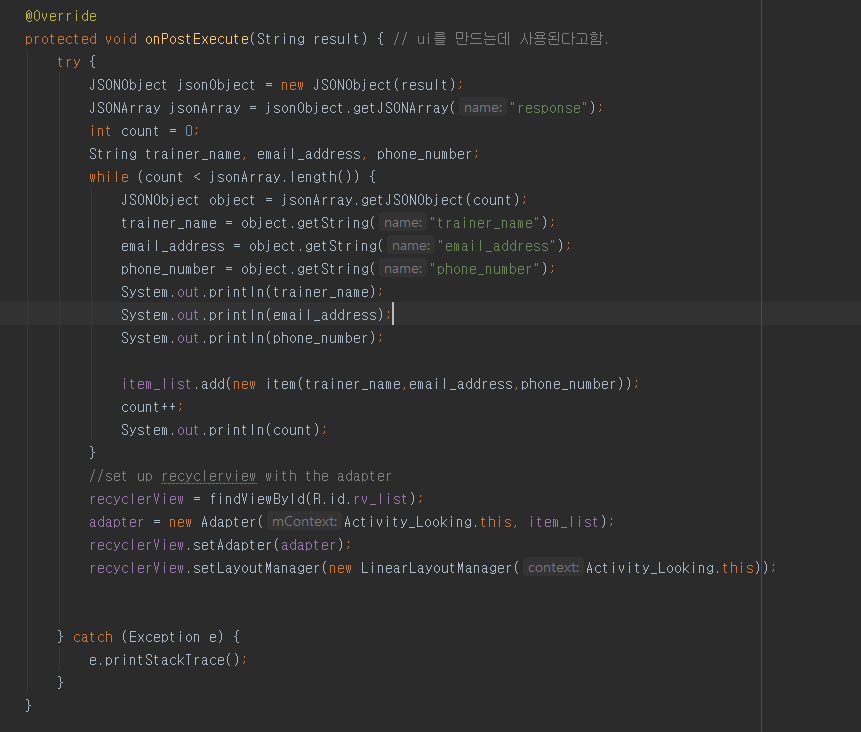 @Override
protected void onPostExecute(String result) { // ui를 만드는데 사용된다고함.
try {
JSONObject jsonObject = new JSONObject(result);
JSONArray jsonArray = jsonObject.getJSONArray( name: "response");
int count = 0;
String trainer_name, email_address, phone_number;
while (count < jsonArray.length()) {
JSONObject object = jsonArray.getJSONObject(count);
trainer_name = object.getString( name: "trainer_name");
email_address = object.getString( name: "email_address");
phone_number = object.getString( name: "phone_number");
System.out.println(trainer_name);
System.out.println(email_address);
System.out.println(phone_number);
item_list.add(new item(trainer_name,email_address,phone_number));
count++;
System.out.println(count);
}
//set up recyclerview with the adapter
recyclerView = findViewById(R.id.rv_list);
adapter = new Adapter( mContext: Activity_Looking.this, item_list);
recyclerView.setAdapter(adapter);
recyclerView.setLayoutManager(new LinearLayoutManager( context: Activity_Looking.this));
} catch (Exception e) {
e.printStackTrace();
}
}